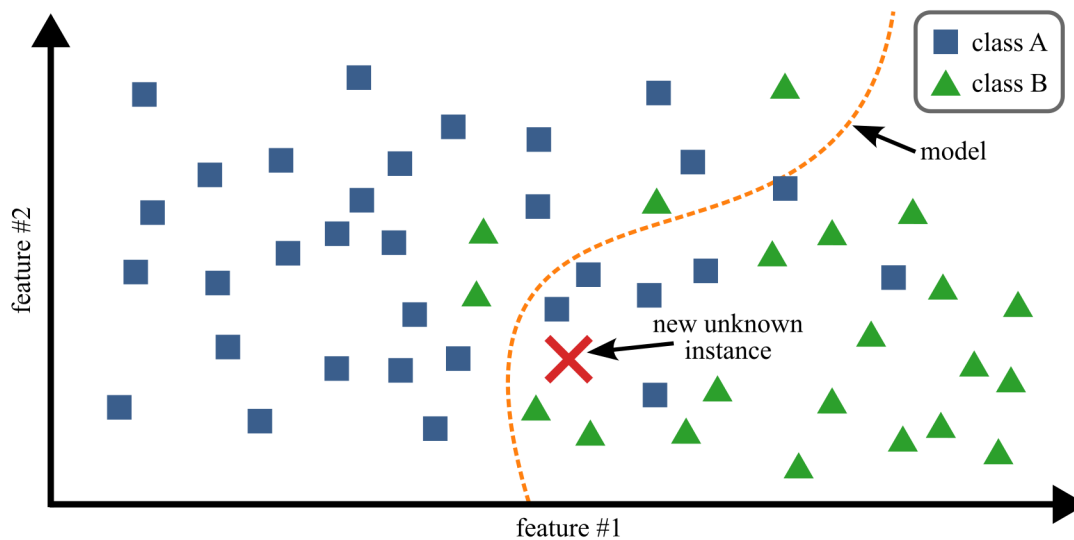 class A
class B
model
feature #2
new unknown
instance
feature #1